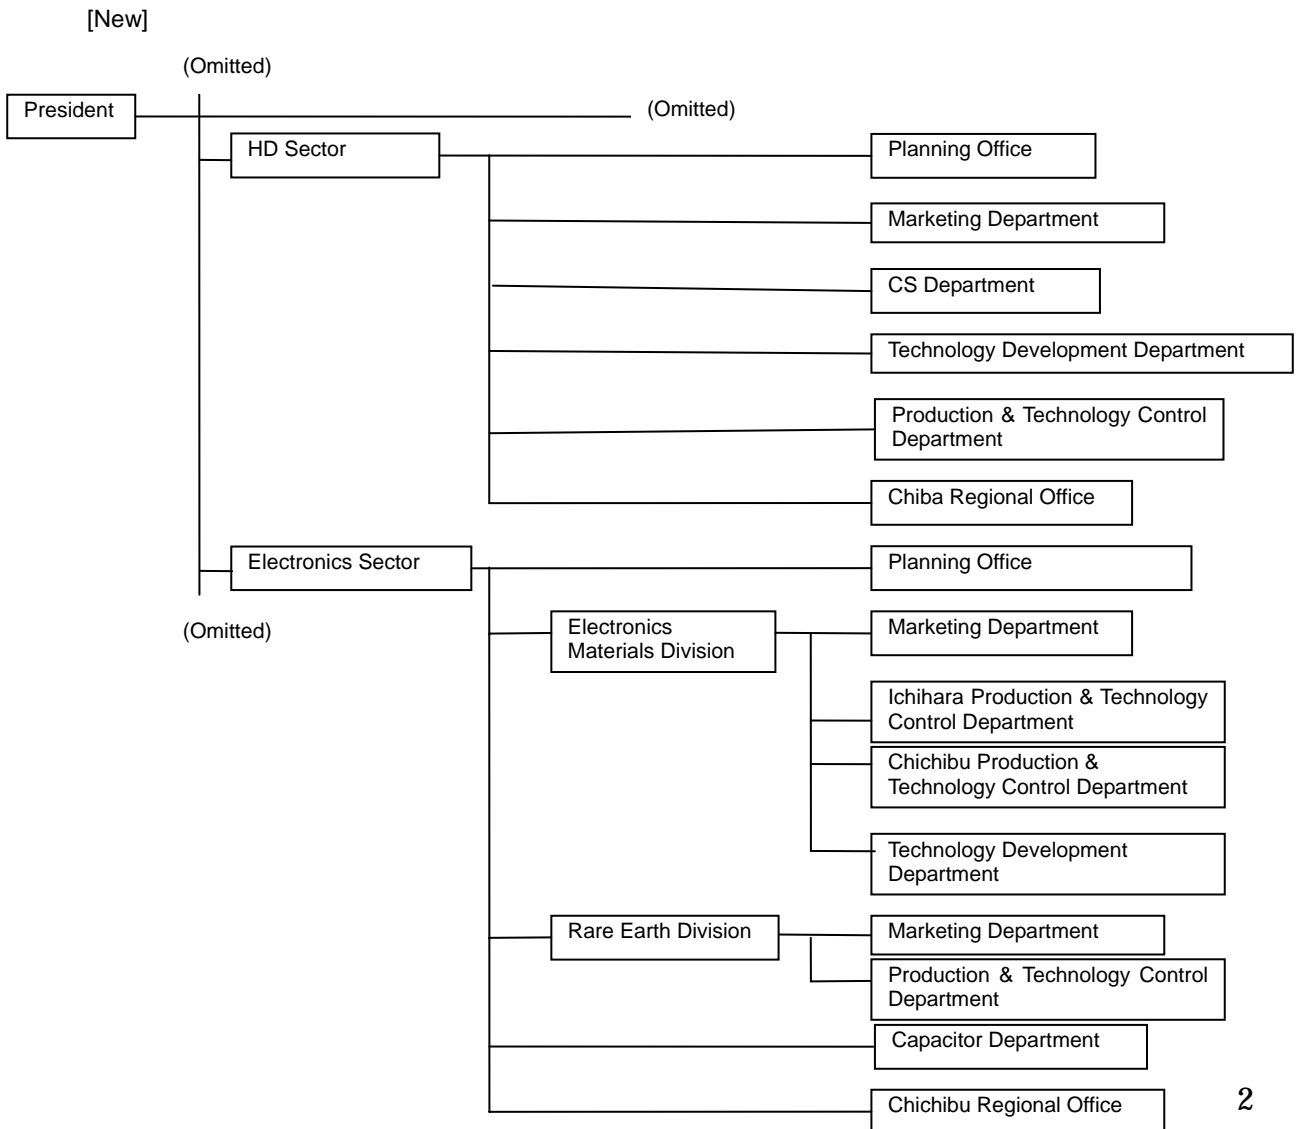 [New]
(Omitted)
President
(Omitted)
HD Sector
Planning Office
Marketing Department
CS Department
Technology Development Department
Production & Technology Control
Department
Chiba Regional Office
Electronics Sector
Planning Office
(Omitted)
Electronics
Materials Division
Marketing Department
Ichihara Production & Technology
Control Department
Chichibu Production &
Technology Control Department
Technology Development
Department
Rare Earth Division
Marketing Department
Production & Technology Control
Department
Capacitor Department
Chichibu Regional Office
2